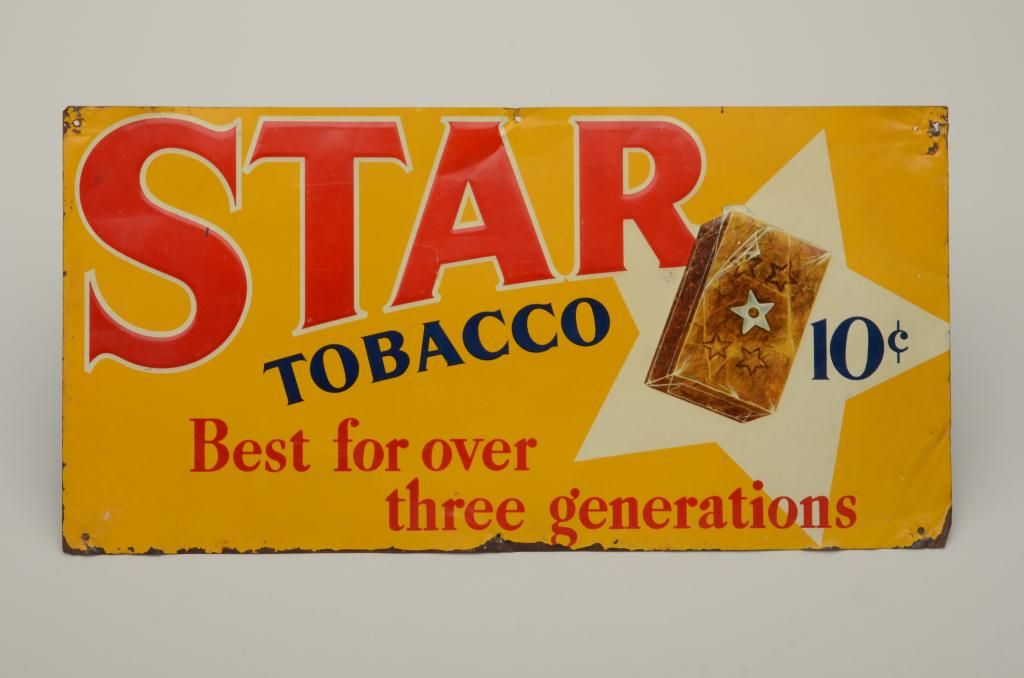 STAR
TOBACCO
10¢
Best for over
three generations